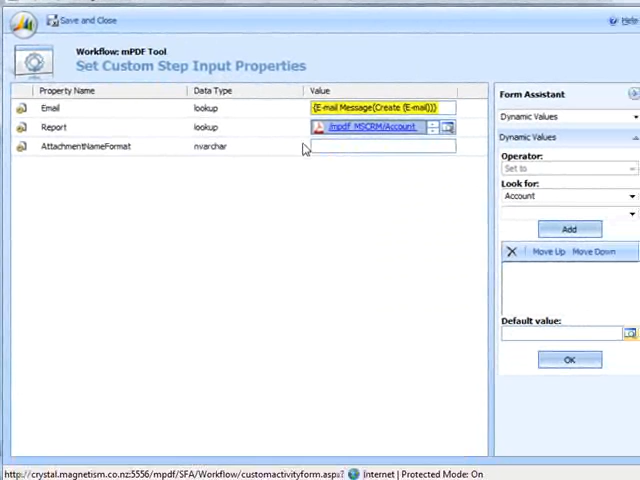 Save and Close
Help
Workflow: mPDF Tool
Set Custom Step Input Properties
Property Name Data Type Value
Email lookup {E-mail Message(Create (E-mail))}
Report lookup /mpdf_MSCRM/Account
AttachmentNameFormat nvarchar
Form Assistant
Dynamic Values
Dynamic Values
Operator:
Set to
Look for:
Account
Add
Move Up Move Down
Default value:
OK
http://crystal.magnetism.co.nz:5556/mpdf/SFA/Workflow/customactivityform.aspx? Internet | Protected Mode: On